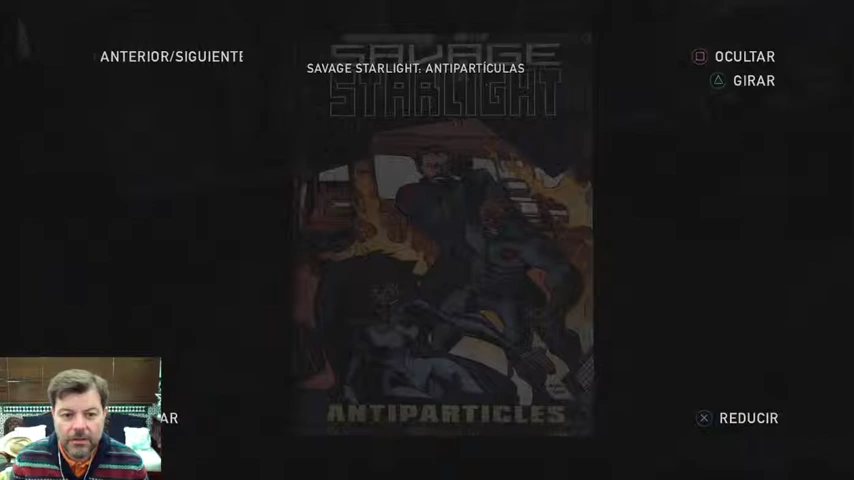 ANTERIOR/SIGUIENTE
SAVAGE
SAVAGE STARLIGHT: ANTIPARTÍCULAS
STARLIGHT
OCULTAR
GIRAR
ANTIPARTICLES
AR
REDUCIR